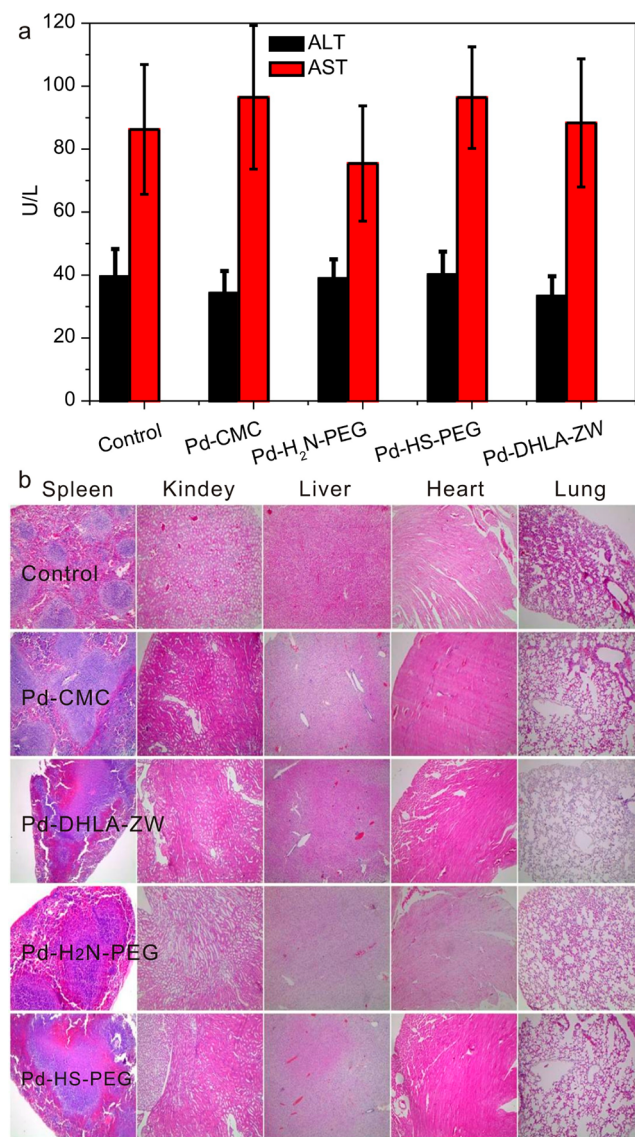 a
120
100
80
60
40
20
0
U/L
ALT
AST
Control
Pd-CMC
Pd-H₂N-PEG
Pd-HS-PEG
Pd-DHLA-ZW
b
Spleen Kindey Liver Heart Lung
Control
Pd-CMC
Pd-DHLA-ZW
Pd-H₂N-PEG
Pd-HS-PEG